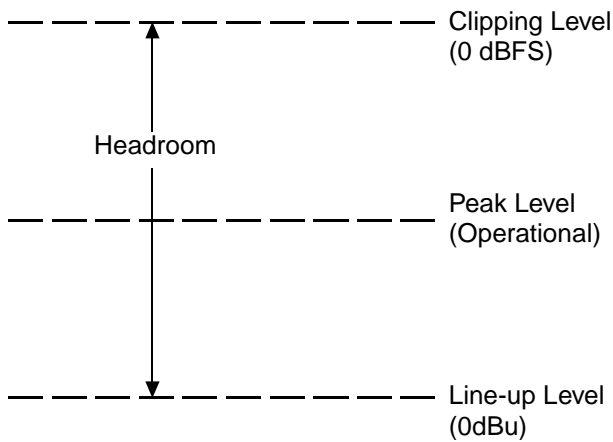 Clipping Level
(0 dBFS)
Headroom
Peak Level
(Operational)
Line-up Level
(0dBu)